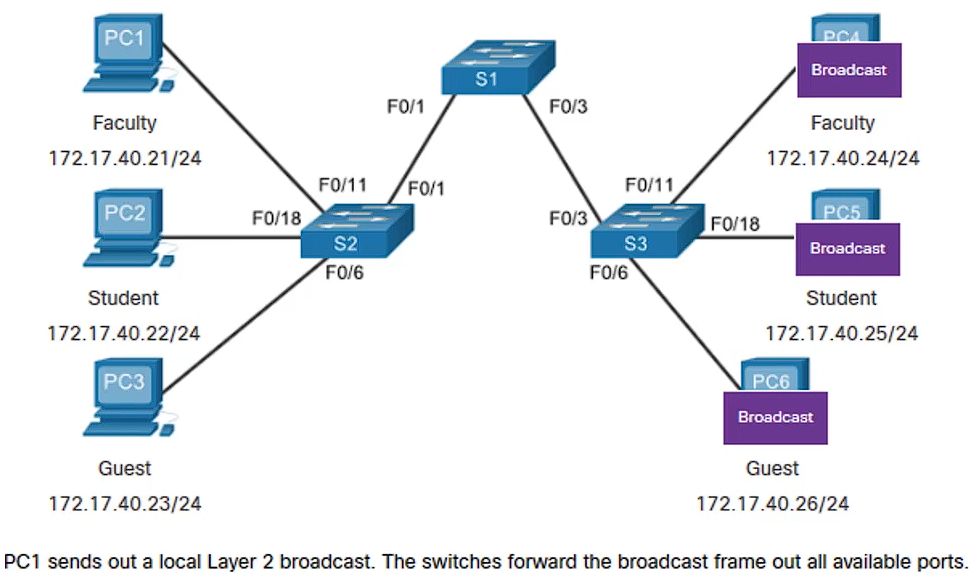 PC1
Faculty
172.17.40.21/24
PC2
Student
172.17.40.22/24
PC3
Guest
172.17.40.23/24
S1
F0/1
F0/3
F0/11
F0/1
F0/18
S2
F0/6
F0/11
F0/3
F0/18
S3
F0/6
PC4
Broadcast
Faculty
172.17.40.24/24
PC5
Broadcast
Student
172.17.40.25/24
PC6
Broadcast
Guest
172.17.40.26/24
PC1 sends out a local Layer 2 broadcast. The switches forward the broadcast frame out all available ports.